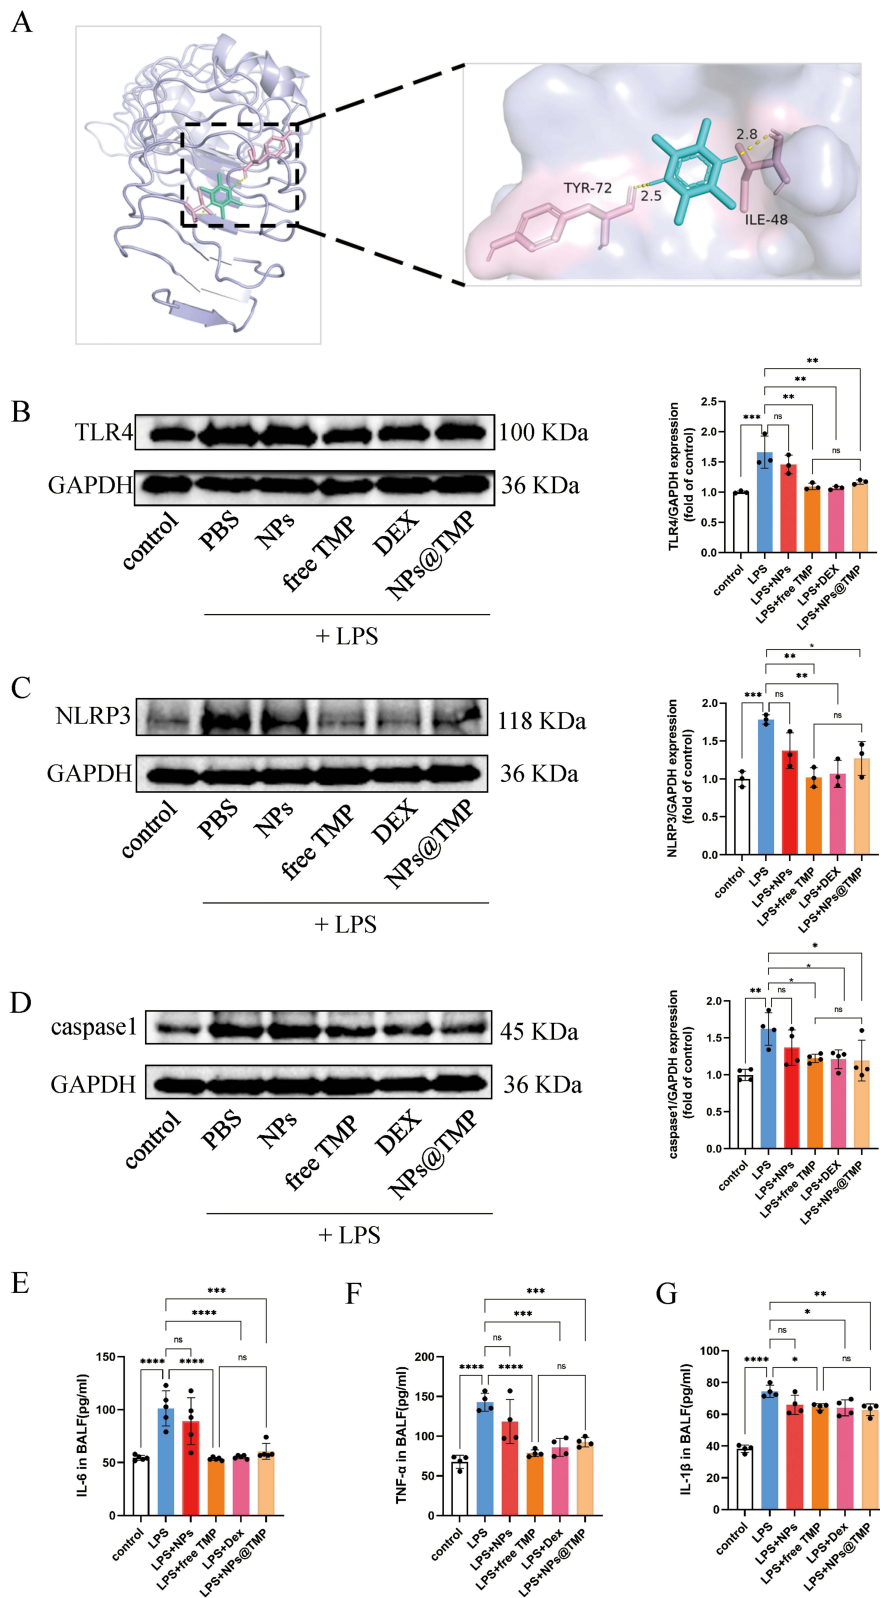 A
TYR-72
2.5
2.8
ILE-48
B
TLR4
100 KDa
GAPDH
36 KDa
control
PBS
NPs
free TMP
DEX
NPs@TMP
+ LPS
TLR4/GAPDH expression
(fold of control)
2.5
2.0
1.5
1.0
0.5
0.0
**
**
**
***
ns
ns
control
LPS
LPS+NPs
LPS+free TMP
LPS+DEX
LPS+NPs@TMP
C
NLRP3
118 KDa
GAPDH
36 KDa
control
PBS
NPs
free TMP
DEX
NPs@TMP
+ LPS
NLRP3/GAPDH expression
(fold of control)
2.0
1.5
1.0
0.5
0.0
*
**
**
***
ns
ns
control
LPS
LPS+NPs
LPS+free TMP
LPS+DEX
LPS+NPs@TMP
D
caspase1
45 KDa
GAPDH
36 KDa
control
PBS
NPs
free TMP
DEX
NPs@TMP
+ LPS
caspase1/GAPDH expression
(fold of control)
2.0
1.5
1.0
0.5
0.0
*
*
*
**
ns
ns
control
LPS
LPS+NPs
LPS+free TMP
LPS+DEX
LPS+NPs@TMP
E
IL-6 in BALF(pg/ml)
150
100
50
0
***
****
ns
****
****
ns
control
LPS
LPS+NPs
LPS+free TMP
LPS+Dex
LPS+NPs@TMP
F
TNF-α in BALF(pg/ml)
200
150
100
50
0
***
***
ns
****
****
ns
control
LPS
LPS+NPs
LPS+free TMP
LPS+Dex
LPS+NPs@TMP
G
IL-1β in BALF(pg/ml)
100
80
60
40
20
0
**
*
ns
****
*
ns
control
LPS
LPS+NPs
LPS+free TMP
LPS+Dex
LPS+NPs@TMP